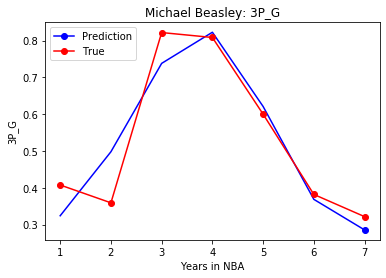 Michael Beasley: 3P_G
Prediction
True
0.8
0.7
0.6
0.5
0.4
0.3
3P_G
1 2 3 4 5 6 7
Years in NBA